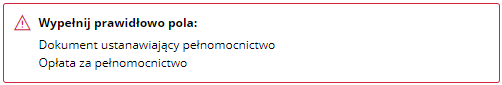 Wypełnij prawidłowo pola:
Dokument ustanawiający pełnomocnictwo
Opłata za pełnomocnictwo